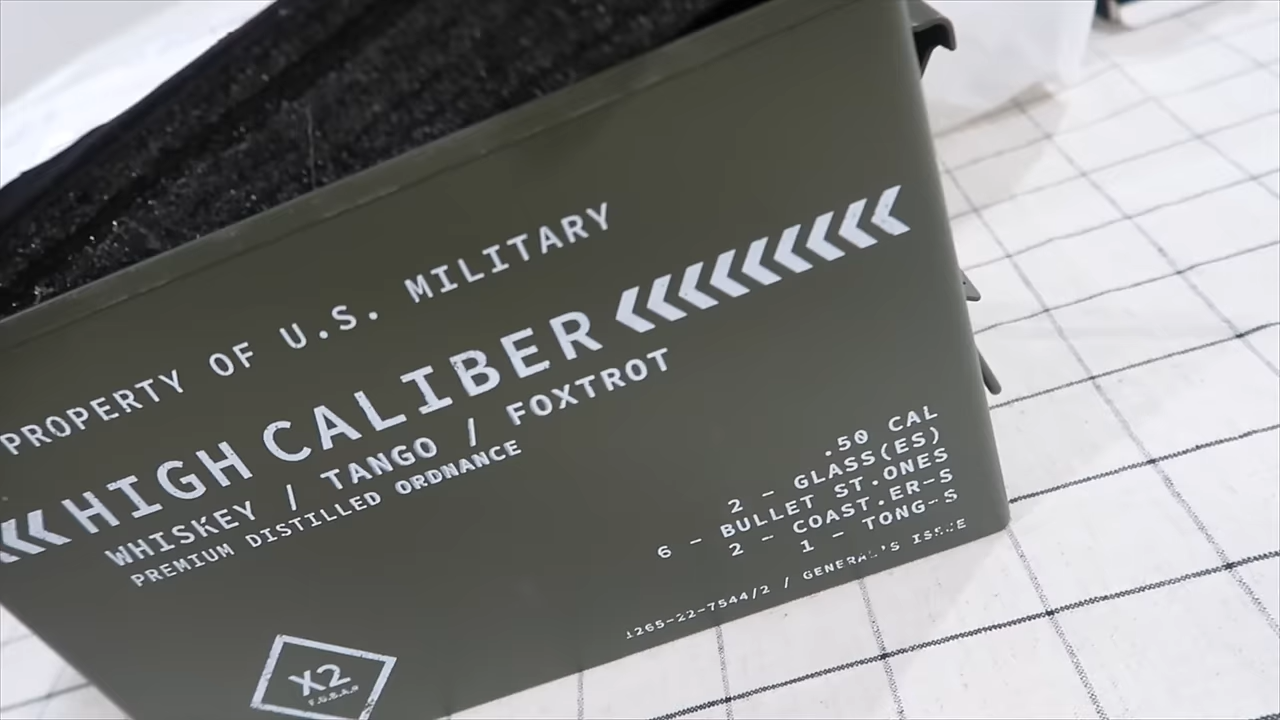 PROPERTY OF U.S. MILITARY
HIGH CALIBER
WHISKEY / TANGO / FOXTROT
PREMIUM DISTILLED ORDNANCE
.50 CAL
2 - GLASS(ES)
6 - BULLET ST.ONES
2 - COAST.ER-S
1 - TONG-S
1265-22-7544/2 / GENERAL'S ISSUE
X2